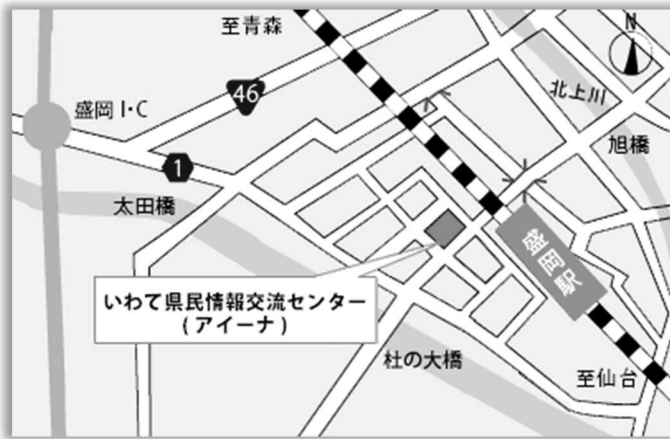 至青森
N
46
盛岡 I・C
北上川
旭橋
1
太田橋
盛岡駅
いわて県民情報交流センター
( アイーナ )
杜の大橋
至仙台